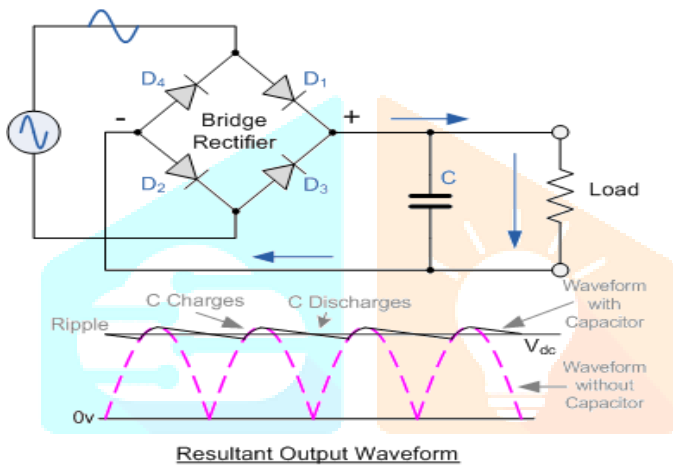 D4
D1
-
+
Bridge
Rectifier
D2
D3
C
Load
C Charges
C Discharges
Waveform
with
Capacitor
Ripple
Vdc
Waveform
without
Capacitor
0v
Resultant Output Waveform